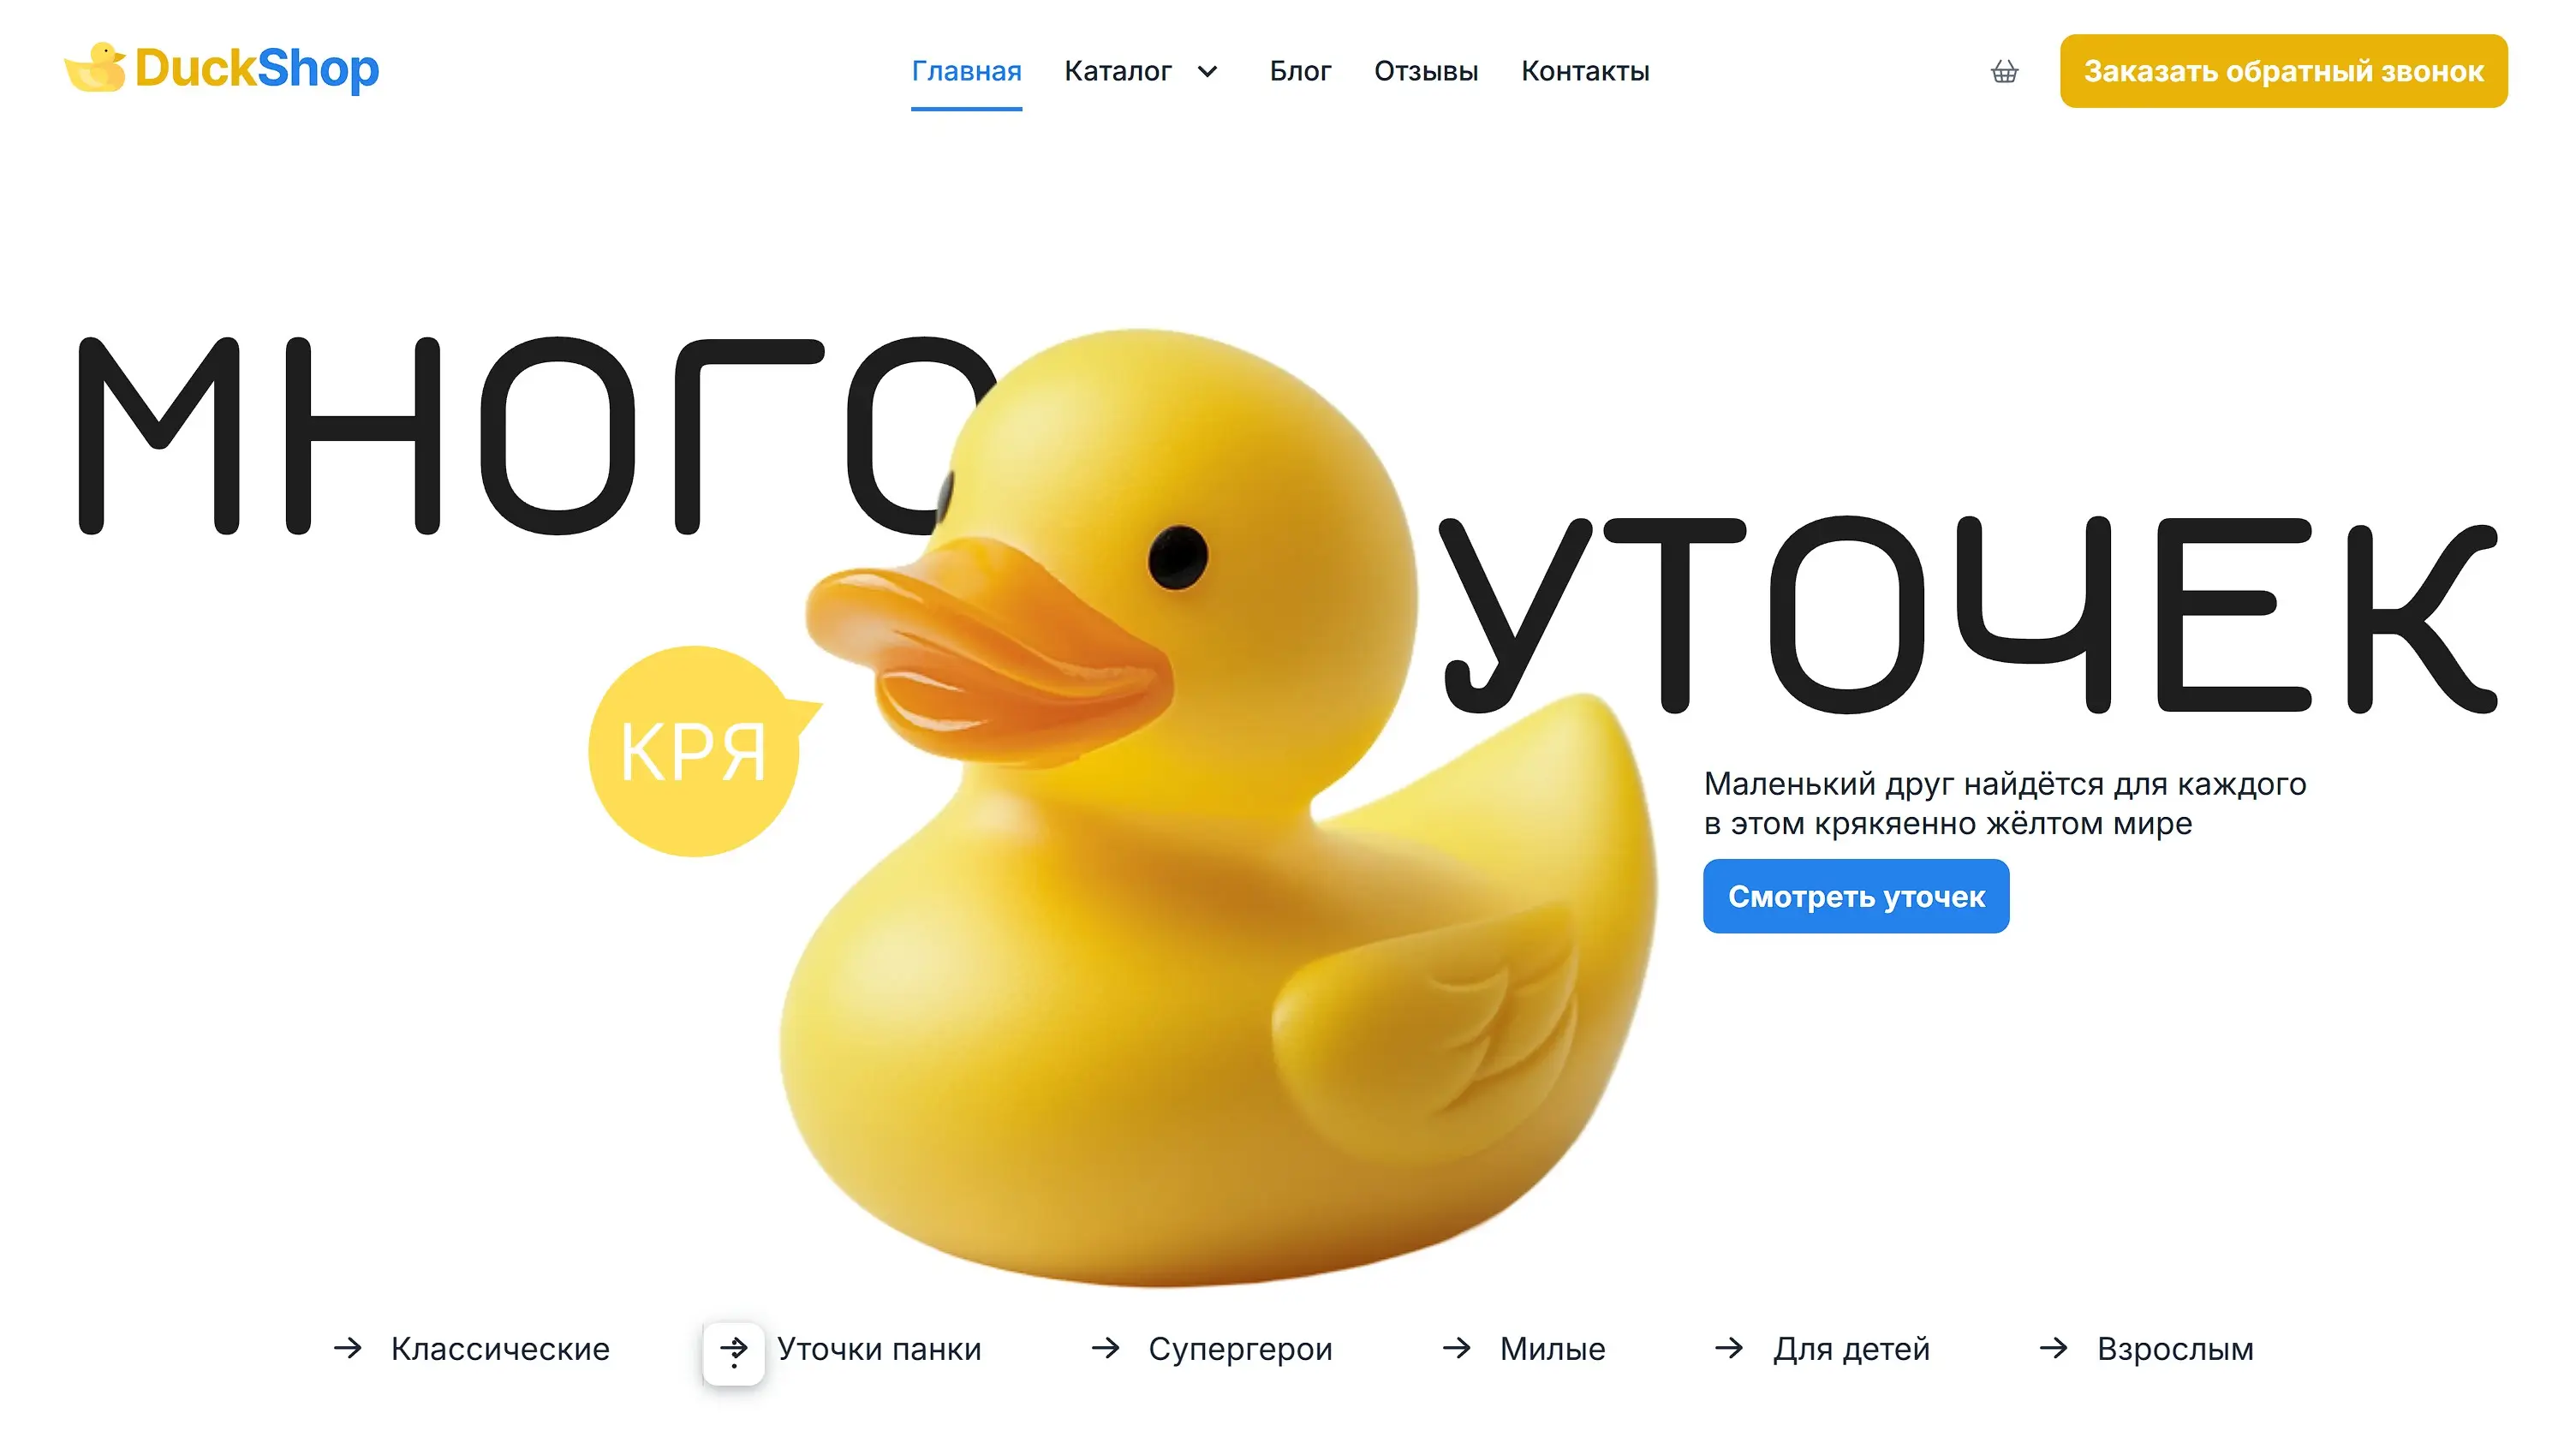 DuckShop
Главная Каталог Блог Отзывы Контакты
Заказать обратный звонок
МНОГО
УТОЧЕК
КРЯ
Маленький друг найдётся для каждого
в этом крякяенно жёлтом мире
Смотреть уточек
Классические Уточки панки Супергерои Милые Для детей Взрослым